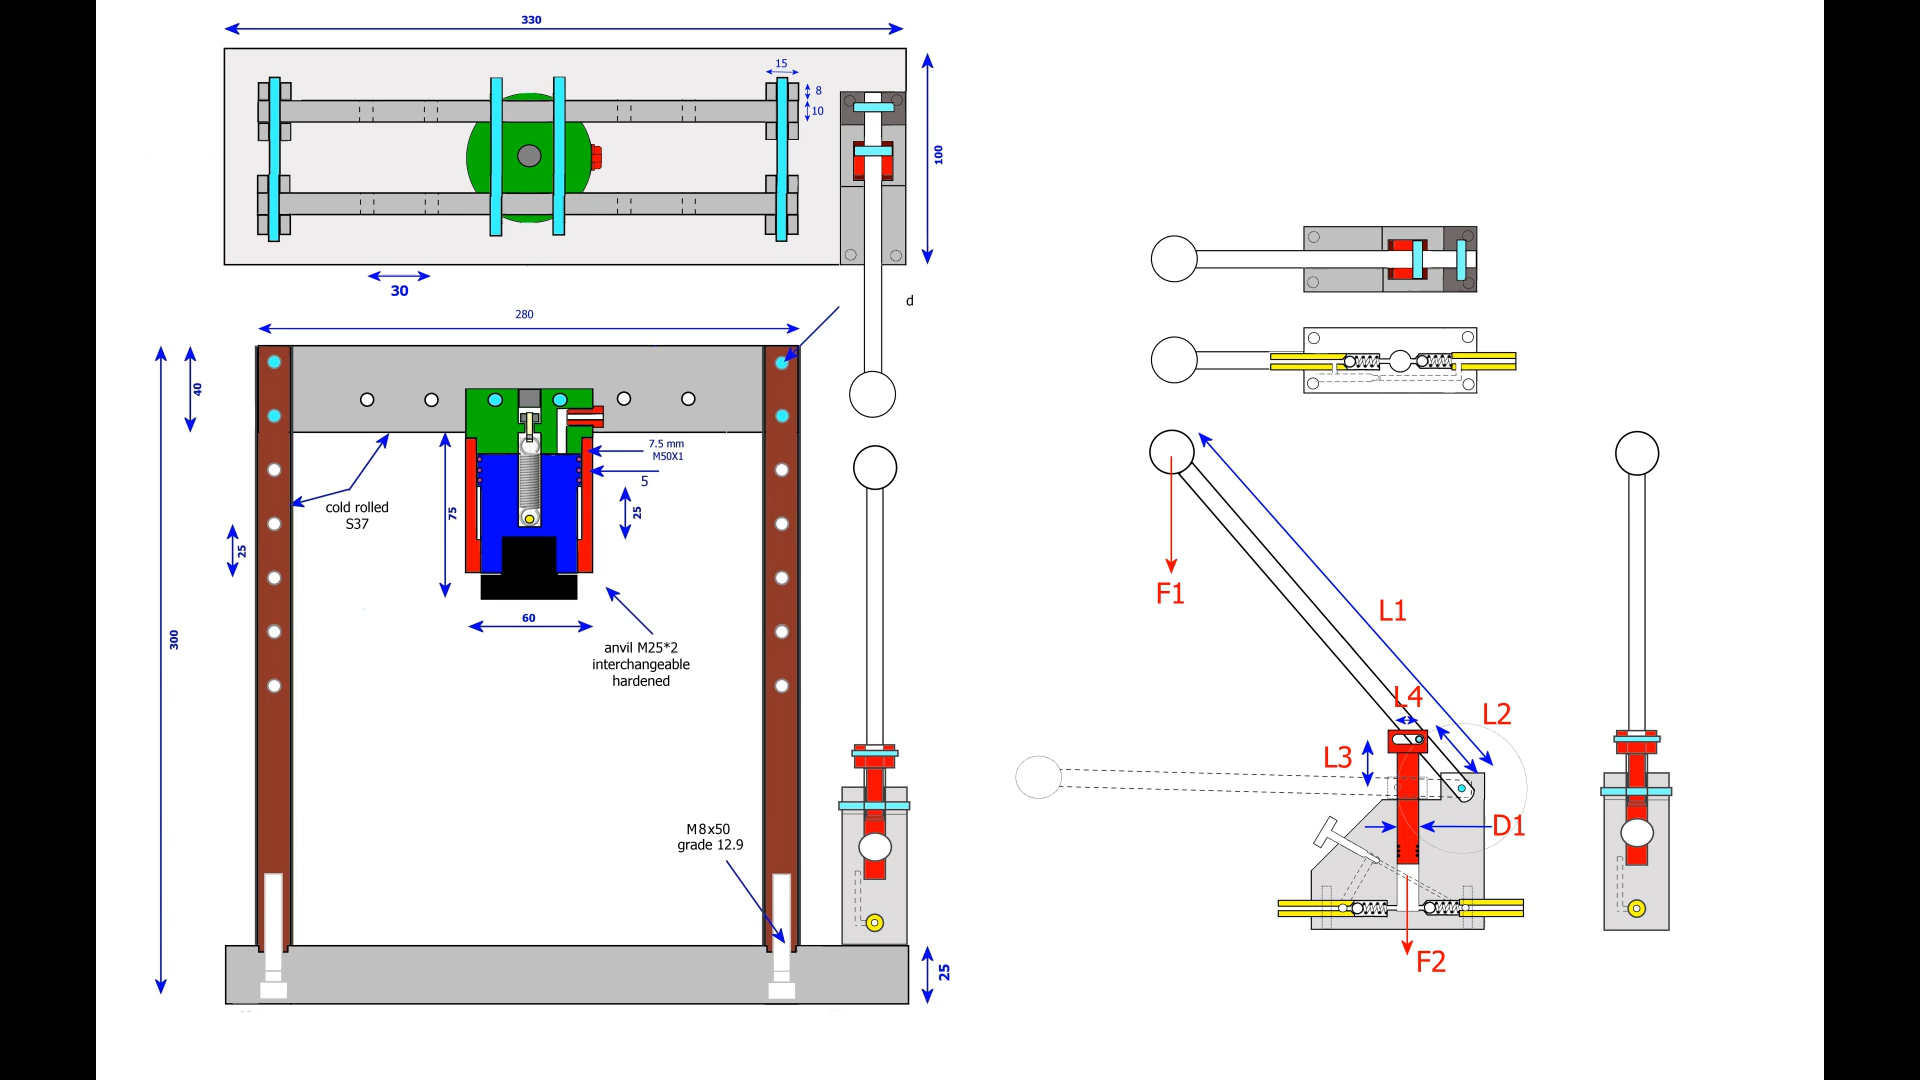 330
15
8
10
100
30
d
280
40
7.5 mm
M50X1
5
75
25
cold rolled
S37
25
60
300
anvil M25*2
interchangeable
hardened
M8x50
grade 12.9
25
F1
L1
L4
L2
L3
D1
F2